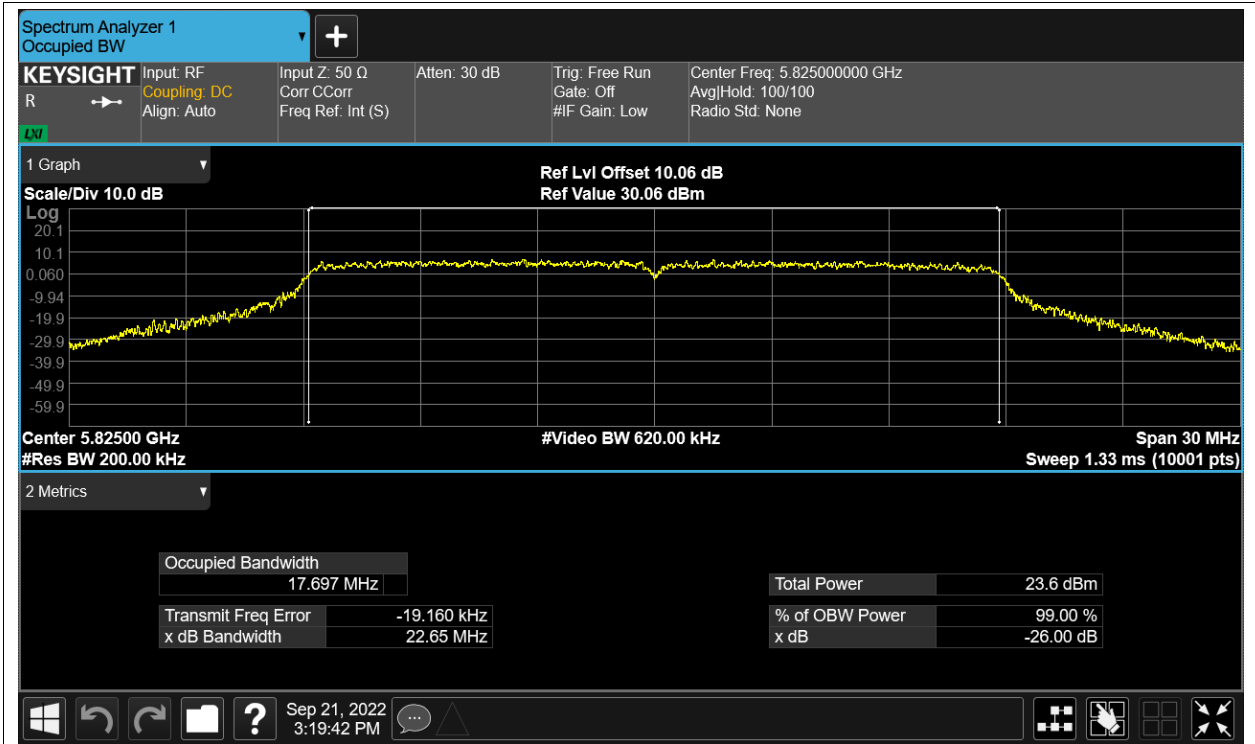 Spectrum Analyzer 1
Occupied BW
KEYSIGHT
R
LXI
Input: RF
Coupling: DC
Align: Auto
Input Z: 50 Ω
Corr CCorr
Freq Ref: Int (S)
Atten: 30 dB
Trig: Free Run
Gate: Off
#IF Gain: Low
Center Freq: 5.825000000 GHz
Avg|Hold: 100/100
Radio Std: None
1 Graph
Scale/Div 10.0 dB
Ref Lvl Offset 10.06 dB
Ref Value 30.06 dBm
Log
20.1
10.1
0.060
-9.94
-19.9
-29.9
-39.9
-49.9
-59.9
Center 5.82500 GHz
#Video BW 620.00 kHz
Span 30 MHz
#Res BW 200.00 kHz
Sweep 1.33 ms (10001 pts)
2 Metrics
Occupied Bandwidth
17.697 MHz
Transmit Freq Error -19.160 kHz
x dB Bandwidth 22.65 MHz
Total Power 23.6 dBm
% of OBW Power 99.00 %
x dB -26.00 dB
?
Sep 21, 2022
3:19:42 PM